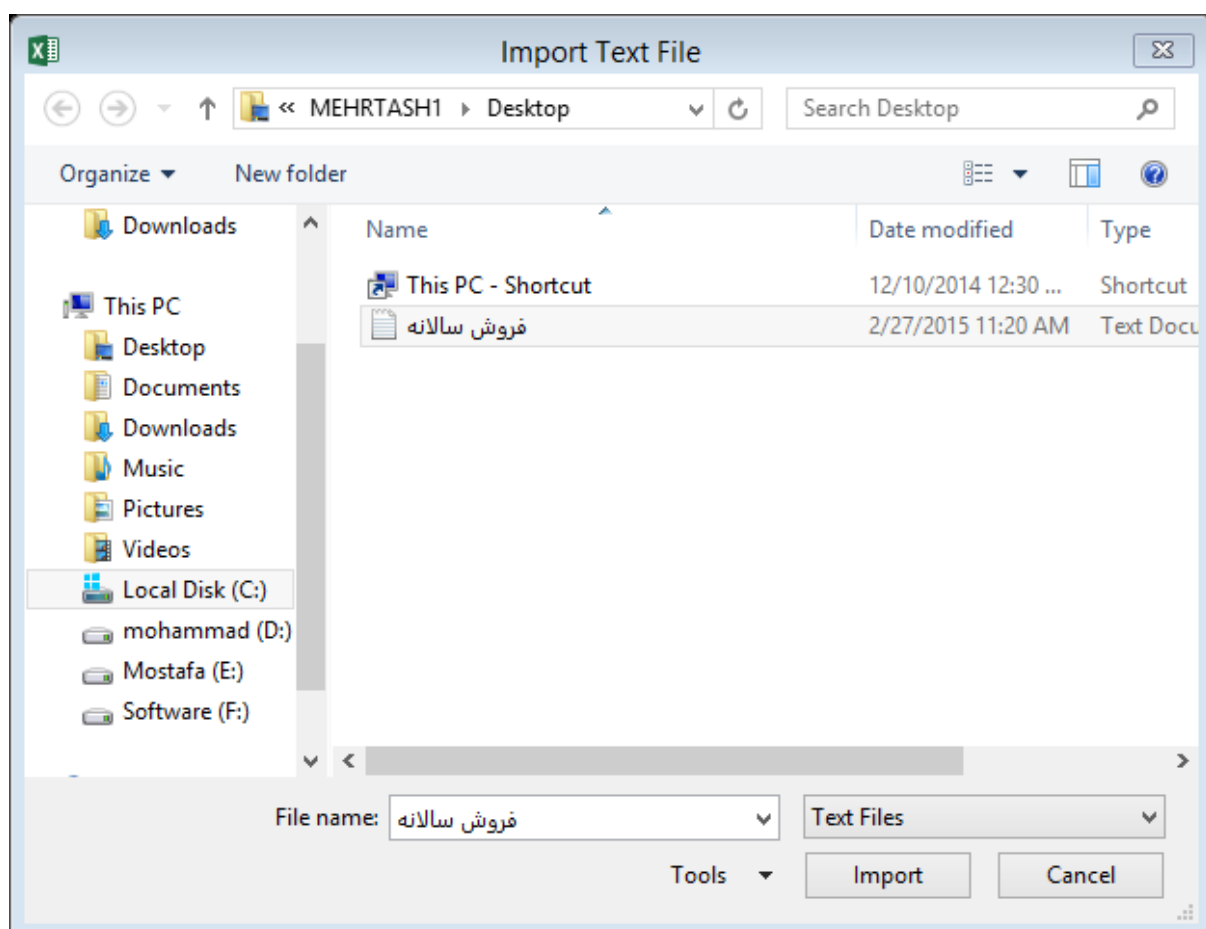 Import Text File
« MEHRTASH1 Desktop
Search Desktop
Organize
New folder
Downloads
This PC
Desktop
Documents
Downloads
Music
Pictures
Videos
Local Disk (C:)
mohammad (D:)
Mostafa (E:)
Software (F:)
Name Date modified Type
This PC - Shortcut 12/10/2014 12:30 ... Shortcut
فروش سالانه 2/27/2015 11:20 AM Text Docu
File name: فروش سالانه
Text Files
Tools
Import
Cancel